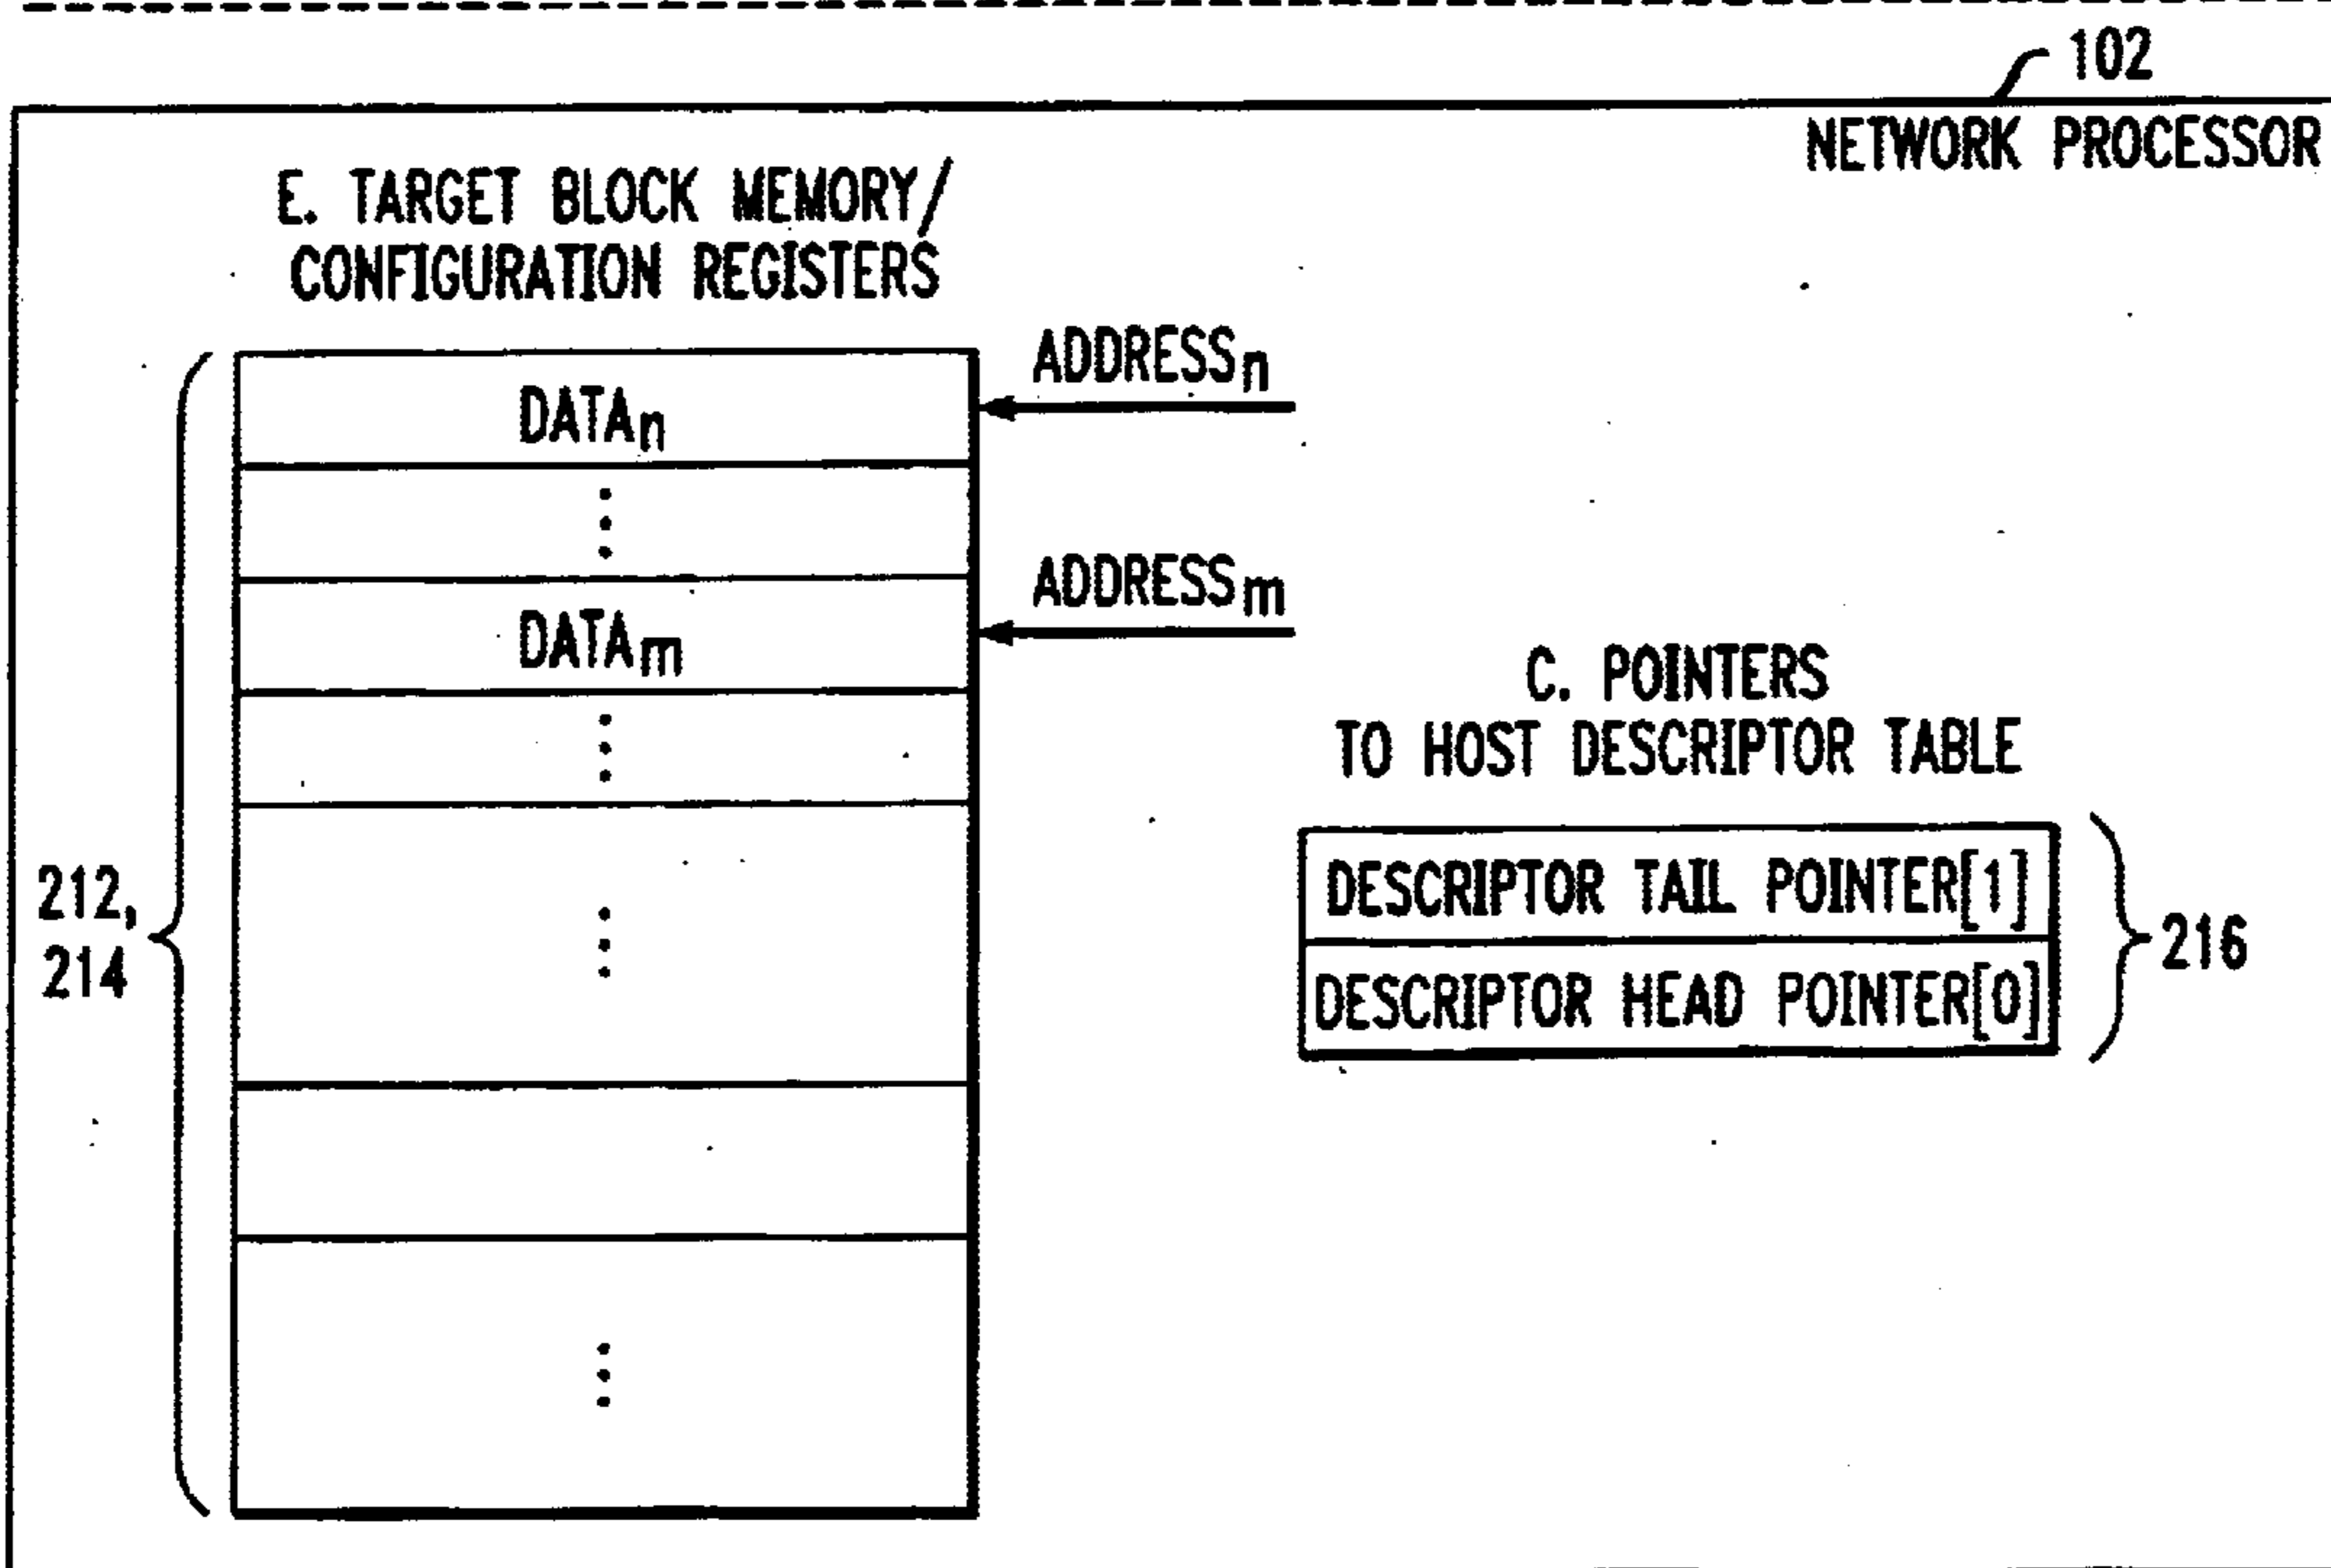 102
NETWORK PROCESSOR
E. TARGET BLOCK MEMORY/
CONFIGURATION REGISTERS
ADDRESSn
DATAn
ADDRESSm
DATAm
C. POINTERS
TO HOST DESCRIPTOR TABLE
212,
214
DESCRIPTOR TAIL POINTER[1]
DESCRIPTOR HEAD POINTER[0]
216